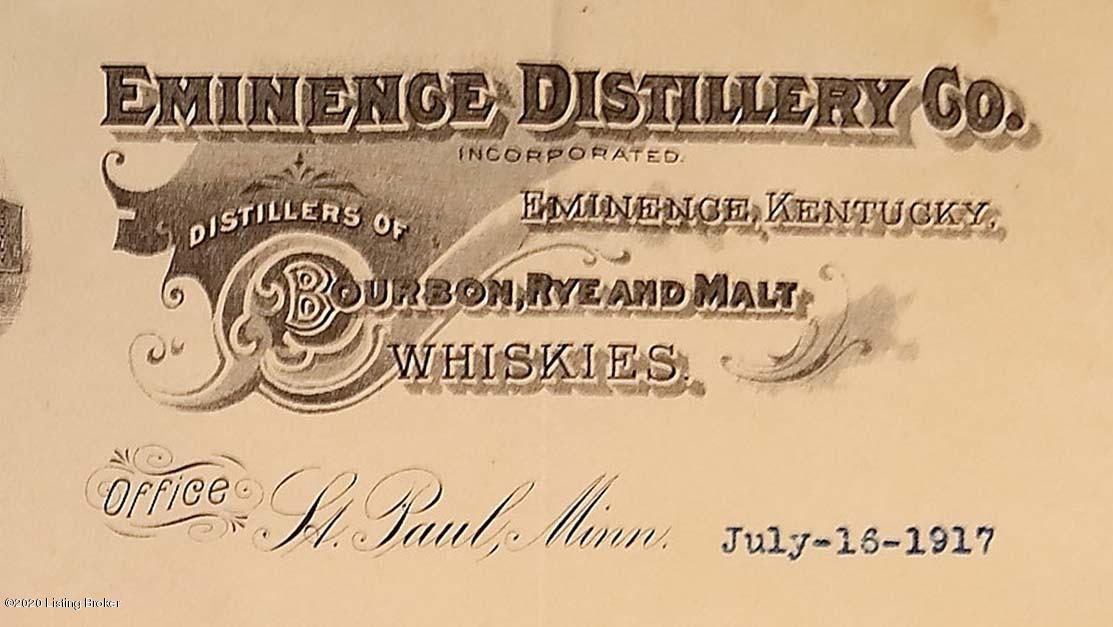 EMINENCE DISTILLERY CO.
INCORPORATED.
DISTILLERS OF
EMINENCE, KENTUCKY.
BOURBON, RYE AND MALT
WHISKIES.
Office St. Paul, Minn. July-16-1917
©2020 Listing Broker